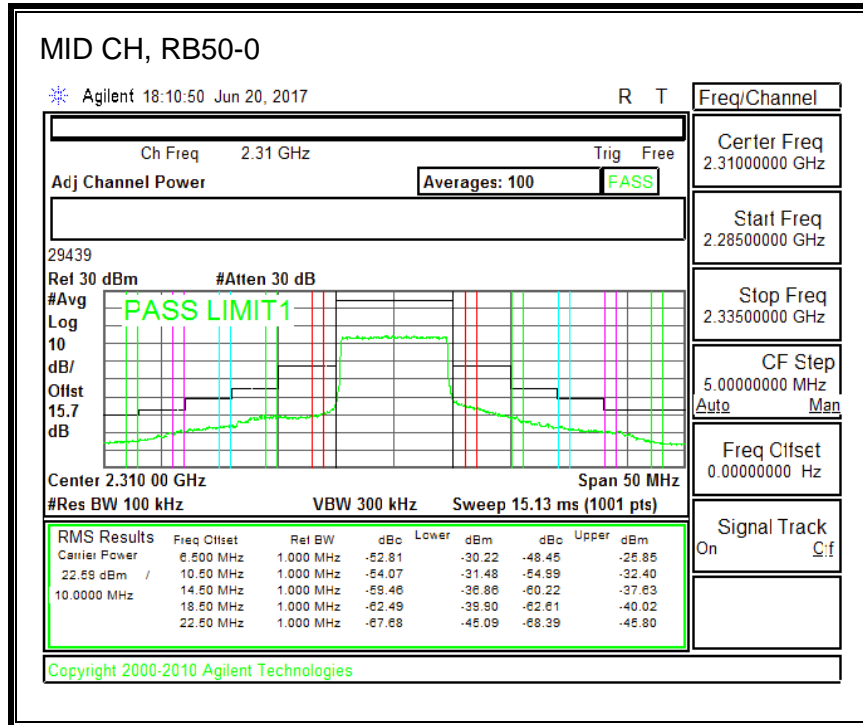 MID CH, RB50-0
Agilent 18:10:50 Jun 20, 2017 R T
Freq/Channel
Ch Freq 2.31 GHz Trig Free
Adj Channel Power Averages: 100 PASS
29439
Ref 30 dBm #Atten 30 dB
#Avg
Log
10
dB/
Offst
15.7
dB
PASS LIMIT1
Center 2.310 00 GHz Span 50 MHz
#Res BW 100 kHz VBW 300 kHz Sweep 15.13 ms (1001 pts)
RMS Results Freq Offset Ref BW dBc Lower dBm dBc Upper dBm
Carrier Power 6.500 MHz 1.000 MHz -52.81 -30.22 -48.45 -25.85
22.59 dBm / 10.50 MHz 1.000 MHz -54.07 -31.48 -54.99 -32.40
10.0000 MHz 14.50 MHz 1.000 MHz -59.46 -36.86 -60.22 -37.63
18.50 MHz 1.000 MHz -62.49 -39.90 -62.61 -40.02
22.50 MHz 1.000 MHz -67.68 -45.09 -68.39 -45.80
Center Freq
2.31000000 GHz
Start Freq
2.28500000 GHz
Stop Freq
2.33500000 GHz
CF Step
5.00000000 MHz
Auto Man
Freq Offset
0.00000000 Hz
Signal Track
On Off
Copyright 2000-2010 Agilent Technologies